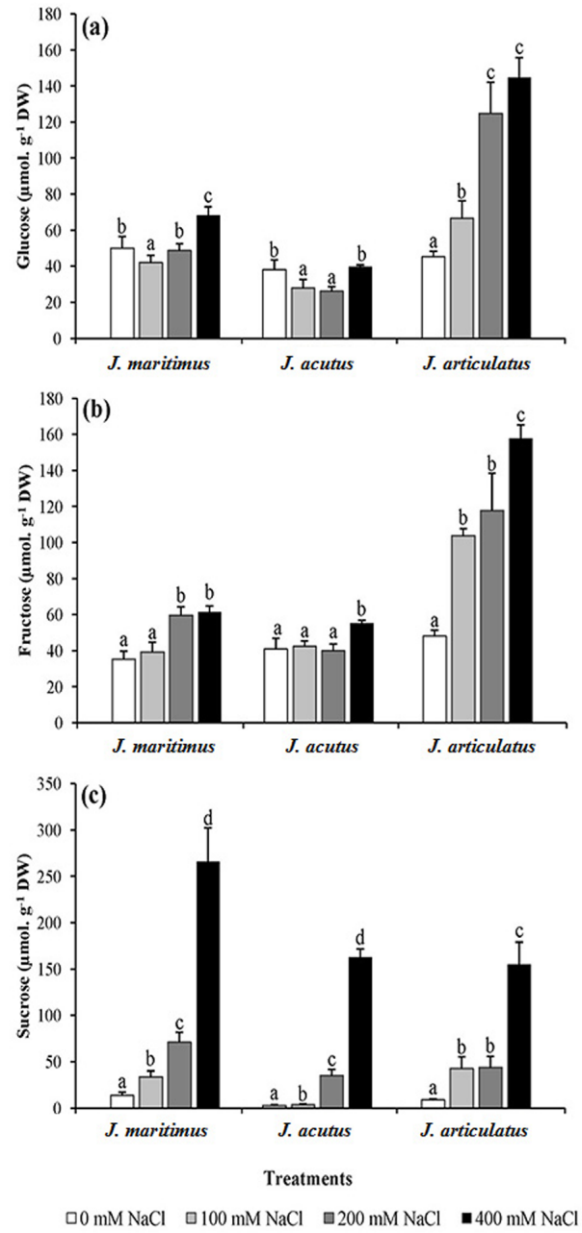 (a)
180
160
140
120
100
80
60
40
20
0
Glucose (µmol. g⁻¹ DW)
b a b c b a a b a b c c
J. maritimus J. acutus J. articulatus
(b)
180
160
140
120
100
80
60
40
20
0
Fructose (µmol. g⁻¹ DW)
a a b b a a a b a b b c
J. maritimus J. acutus J. articulatus
(c)
350
300
250
200
150
100
50
0
Sucrose (µmol. g⁻¹ DW)
a b c d a b c d a b b c
J. maritimus J. acutus J. articulatus
Treatments
0 mM NaCl 100 mM NaCl 200 mM NaCl 400 mM NaCl